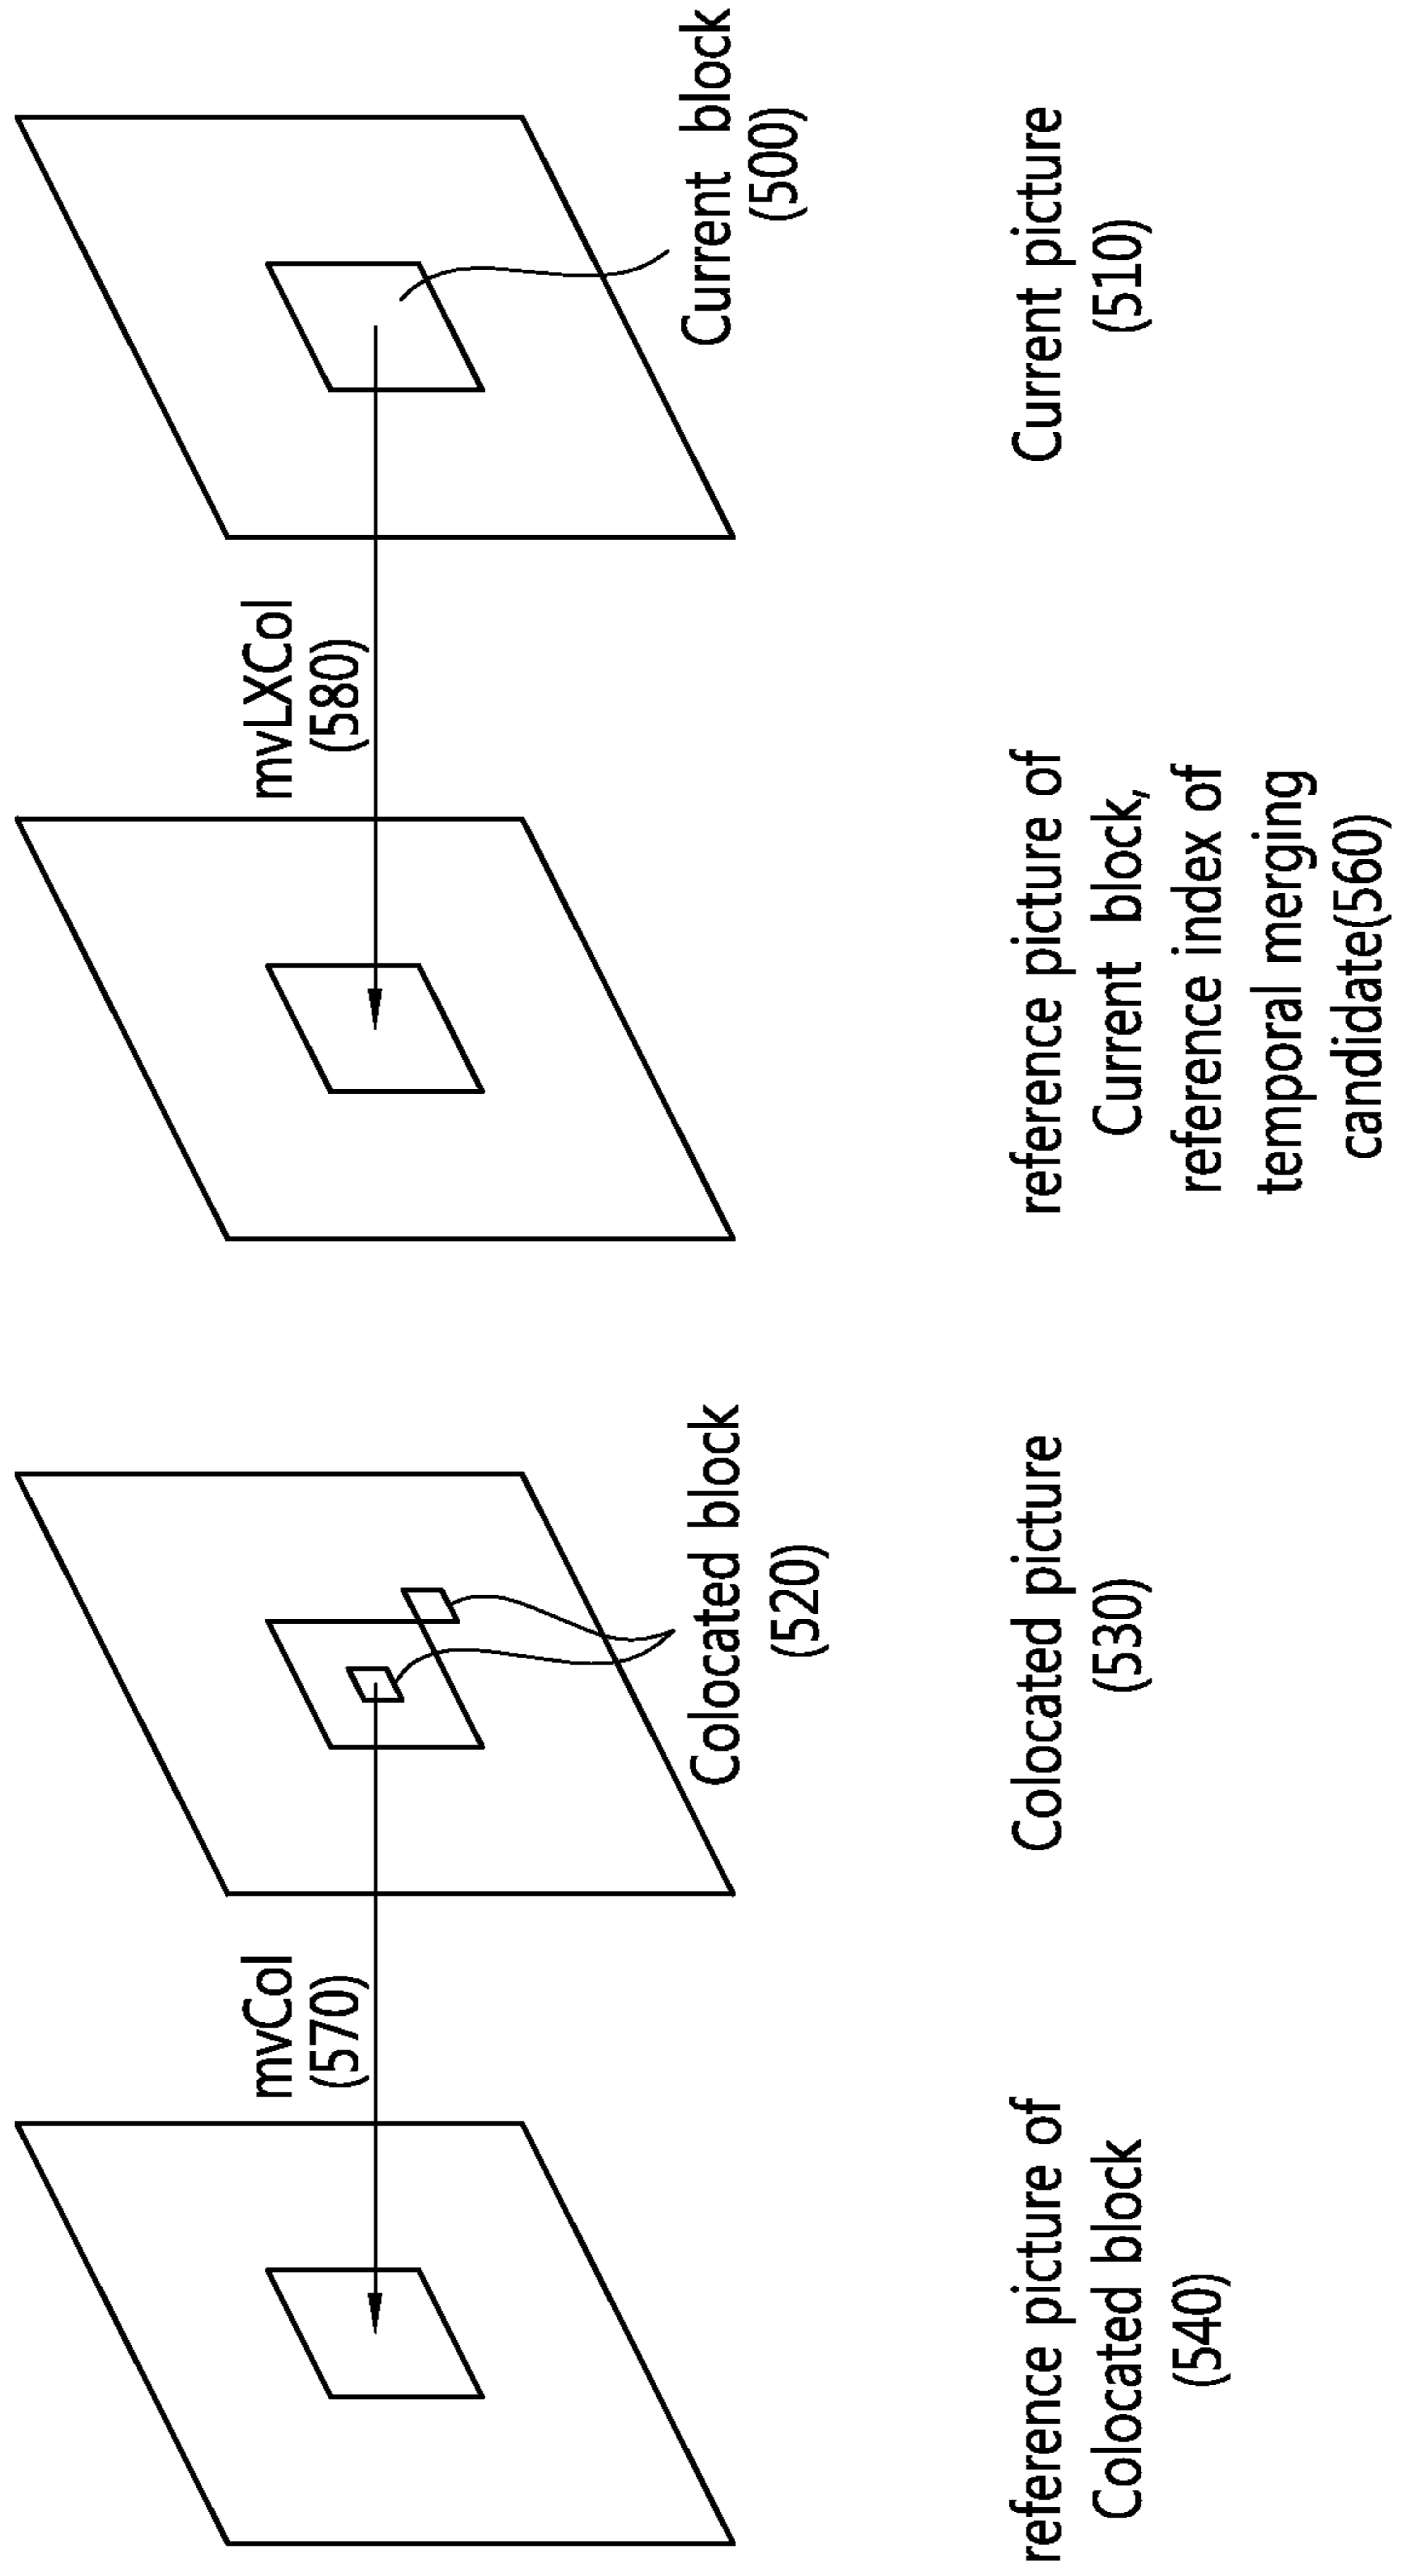 mvCol
(570)
mvLXCol
(580)
Colocated block
(520)
Current block
(500)
reference picture of
Colocated block
(540)
Colocated picture
(530)
reference picture of
Current block,
reference index of
temporal merging
candidate(560)
Current picture
(510)